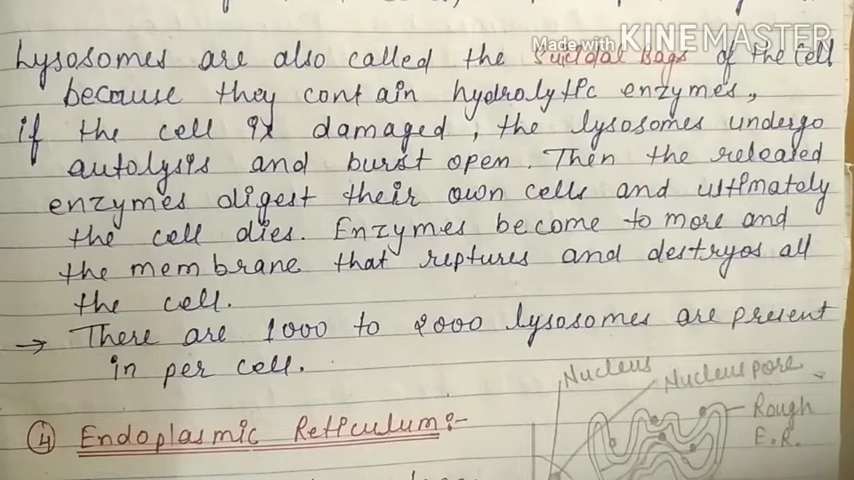 Made with KINEMASTER
Lysosomes are also called the Suicidal Bags of the cell
because they contain hydrolytic enzymes,
if the cell is damaged, the lysosomes undergo
autolysis and burst open. Then the released
enzymes digest their own cells and ultimately
the cell dies. Enzymes become to more and
the membrane that reptures and destryos all
the cell.
→ There are 1000 to 2000 lysosomes are present
in per cell.
Nucleus
Nucleus pore
④ Endoplasmic Reticulum:-
Rough
E.R.